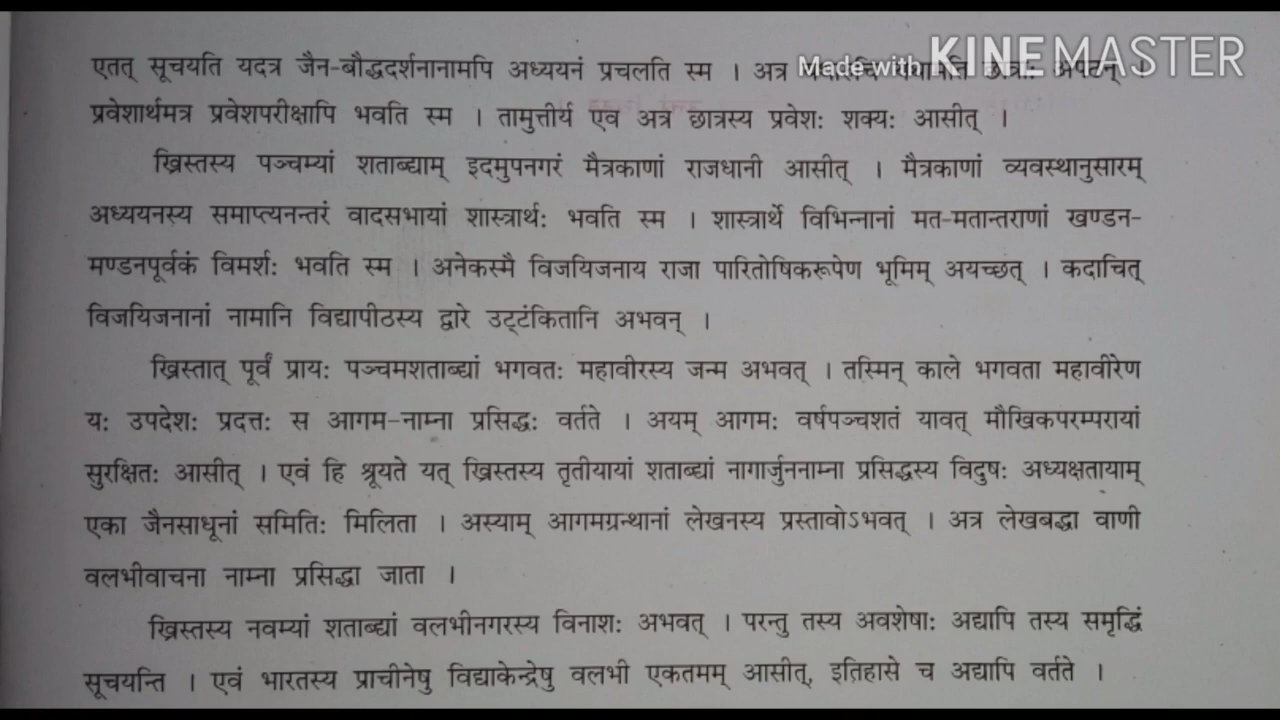 एतत् सूचयति यदत्र जैन-बौद्धदर्शनानामपि अध्ययनं प्रचलति स्म । अत्र
Made with KINEMASTER
प्रवेशार्थमत्र प्रवेशपरीक्षापि भवति स्म । तामुत्तीर्य एव अत्र छात्रस्य प्रवेशः शक्यः आसीत् ।
ख्रिस्तस्य पञ्चम्यां शताब्द्याम् इदमुपनगरं मैत्रकाणां राजधानी आसीत् । मैत्रकाणां व्यवस्थानुसारम्
अध्ययनस्य समाप्त्यनन्तरं वादसभायां शास्त्रार्थः भवति स्म । शास्त्रार्थे विभिन्नानां मत-मतान्तराणां खण्डन-
मण्डनपूर्वकं विमर्शः भवति स्म । अनेकस्मै विजयिजनाय राजा पारितोषिकरूपेण भूमिम् अयच्छत् । कदाचित्
विजयिजनानां नामानि विद्यापीठस्य द्वारे उट्टंकितानि अभवन् ।
ख्रिस्तात् पूर्वं प्रायः पञ्चमशताब्द्यां भगवतः महावीरस्य जन्म अभवत् । तस्मिन् काले भगवता महावीरेण
यः उपदेशः प्रदत्तः स आगम-नाम्ना प्रसिद्धः वर्तते । अयम् आगमः वर्षपञ्चशतं यावत् मौखिकपरम्परायां
सुरक्षितः आसीत् । एवं हि श्रूयते यत् ख्रिस्तस्य तृतीयायां शताब्द्यां नागार्जुननाम्ना प्रसिद्धस्य विदुषः अध्यक्षतायाम्
एका जैनसाधूनां समितिः मिलिता । अस्याम् आगमग्रन्थानां लेखनस्य प्रस्तावोऽभवत् । अत्र लेखबद्धा वाणी
वलभीवाचना नाम्ना प्रसिद्धा जाता ।
ख्रिस्तस्य नवम्यां शताब्द्यां वलभीनगरस्य विनाशः अभवत् । परन्तु तस्य अवशेषाः अद्यापि तस्य समृद्धिं
सूचयन्ति । एवं भारतस्य प्राचीनेषु विद्याकेन्द्रेषु वलभी एकतमम् आसीत्, इतिहासे च अद्यापि वर्तते ।